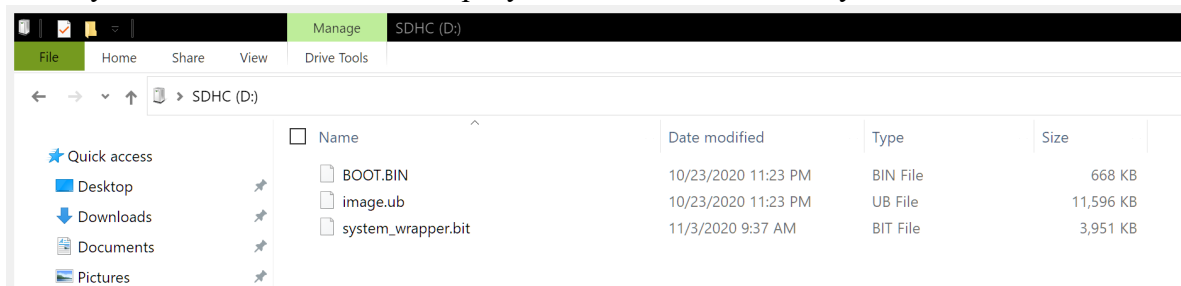 Manage SDHC (D:)
File Home Share View Drive Tools
SDHC (D:)
Name Date modified Type Size
Quick access
BOOT.BIN 10/23/2020 11:23 PM BIN File 668 KB
Desktop
image.ub 10/23/2020 11:23 PM UB File 11,596 KB
Downloads
system_wrapper.bit 11/3/2020 9:37 AM BIT File 3,951 KB
Documents
Pictures